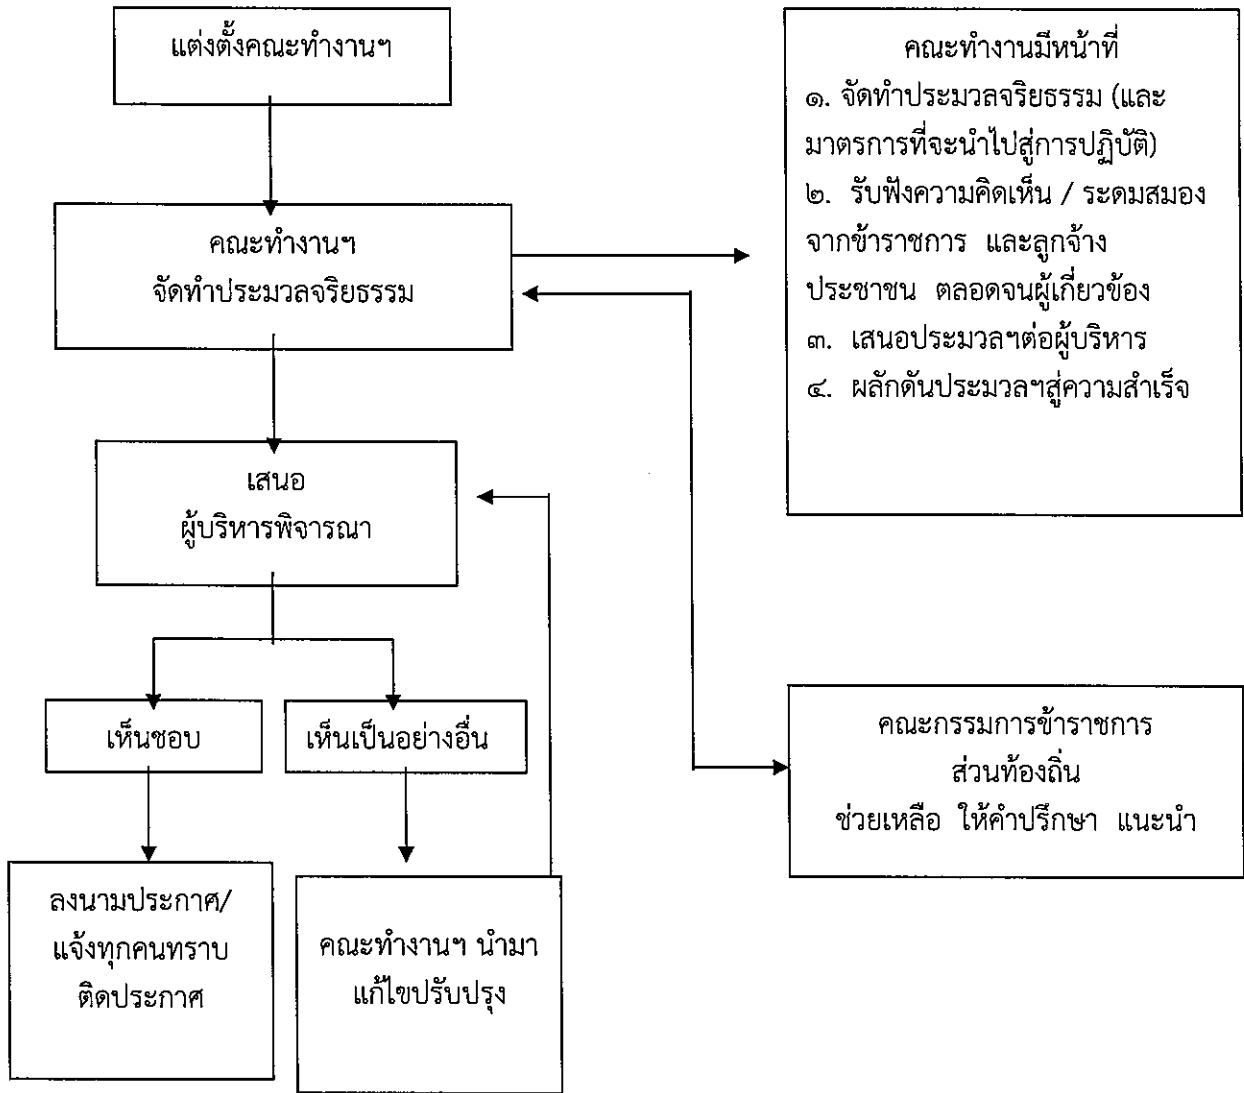 แต่งตั้งคณะทำงานฯ
คณะทำงานมีหน้าที่
๑. จัดทำประมวลจริยธรรม (และ
มาตรการที่จะนำไปสู่การปฏิบัติ)
๒. รับฟังความคิดเห็น / ระดมสมอง
จากข้าราชการ และลูกจ้าง
ประชาชน ตลอดจนผู้เกี่ยวข้อง
๓. เสนอประมวลฯต่อผู้บริหาร
๔. ผลักดันประมวลฯสู่ความสำเร็จ
คณะทำงานฯ
จัดทำประมวลจริยธรรม
เสนอ
ผู้บริหารพิจารณา
เห็นชอบ
เห็นเป็นอย่างอื่น
คณะกรรมการข้าราชการ
ส่วนท้องถิ่น
ช่วยเหลือ ให้คำปรึกษา แนะนำ
ลงนามประกาศ/
แจ้งทุกคนทราบ
ติดประกาศ
คณะทำงานฯ นำมา
แก้ไขปรับปรุง